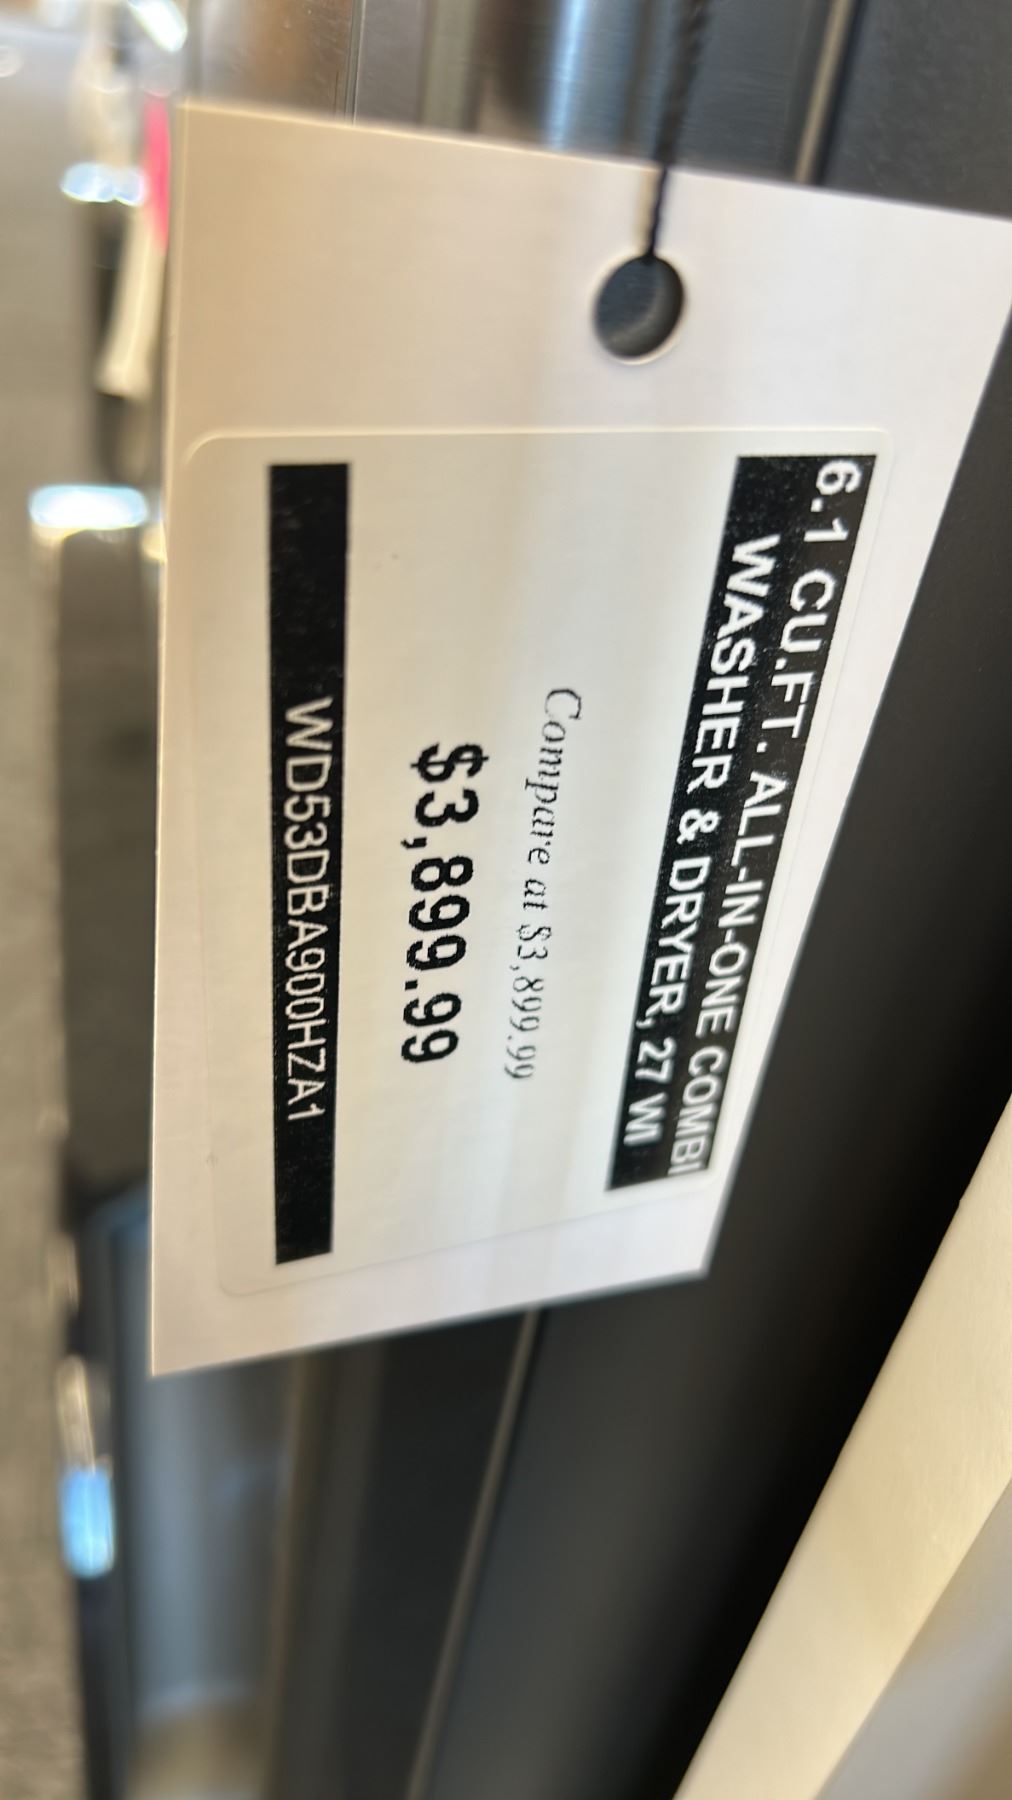 6.1 CU.FT. ALL-IN-ONE COMBI
WASHER & DRYER, 27 WI
Compare at $3,899.99
$3,899.99
WD53DBA900HZA1